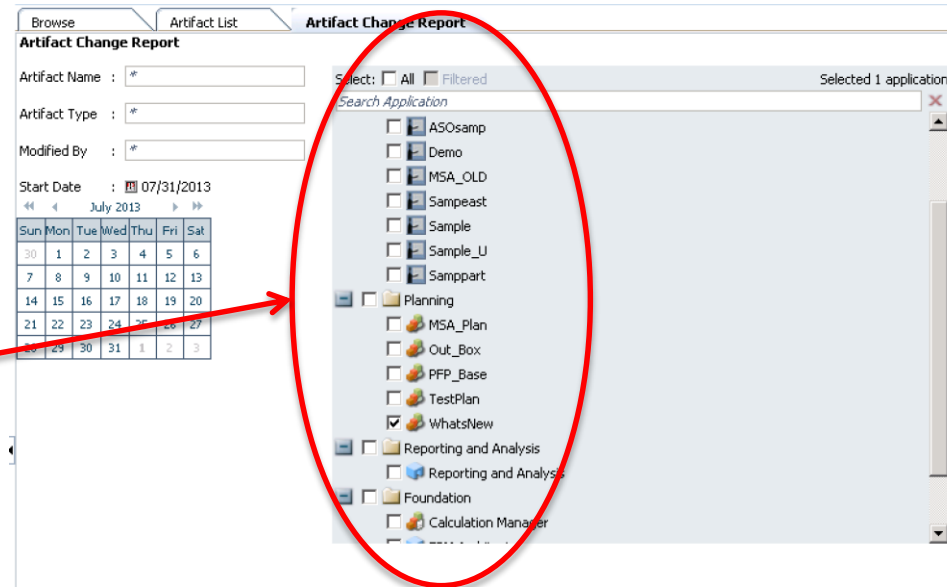 Browse Artifact List Artifact Change Report
Artifact Change Report
Artifact Name : *
Artifact Type : *
Modified By : *
Start Date : 07/31/2013
July 2013
Sun Mon Tue Wed Thu Fri Sat
30 1 2 3 4 5 6
7 8 9 10 11 12 13
14 15 16 17 18 19 20
21 22 23 24 25 26 27
28 29 30 31 1 2 3
Select: All Filtered Selected 1 application
Search Application
ASOsamp
Demo
MSA_OLD
Sampeast
Sample
Sample_U
Samppart
Planning
MSA_Plan
Out_Box
PFP_Base
TestPlan
WhatsNew
Reporting and Analysis
Reporting and Analysis
Foundation
Calculation Manager